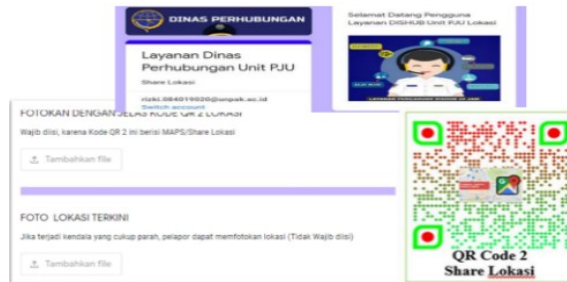 DINAS PERHUBUNGAN
Layanan Dinas
Perhubungan Unit PJU
Share Lokasi
rizki.084019020@unpak.ac.id
Switch account
Selamat Datang Pengguna
Layanan DISHUB Unit PJU Lokasi
FOTOKAN DENGAN JELAS KODE QR 2 LOKASI
Wajib diisi, karena Kode QR 2 ini berisi MAPS/Share Lokasi
Tambahkan file
FOTO LOKASI TERKINI
Jika terjadi kendala yang cukup parah, pelapor dapat memfotokan lokasi (Tidak Wajib diisi)
Tambahkan file
QR Code 2
Share Lokasi